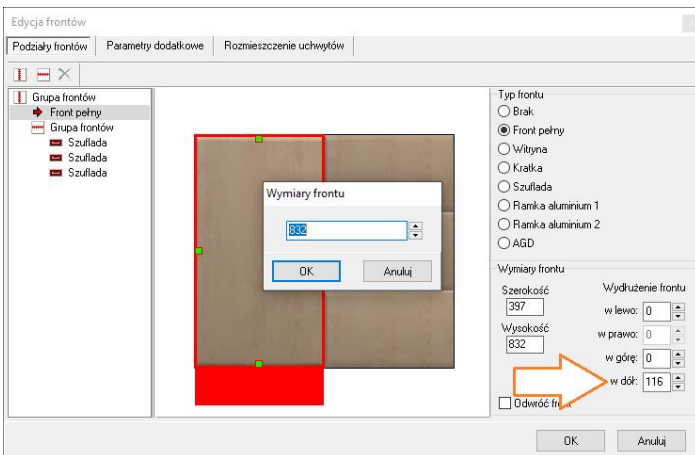 Edycja frontów
Podziały frontów
Parametry dodatkowe
Rozmieszczenie uchwytów
Grupa frontów
Front pełny
Grupa frontów
Szuflada
Szuflada
Szuflada
Wymiary frontu
832
OK
Anuluj
Typ frontu
Brak
Front pełny
Witryna
Kratka
Szuflada
Ramka aluminium 1
Ramka aluminium 2
AGD
Wymiary frontu
Szerokość
397
Wysokość
832
Wydłużenie frontu
w lewo: 0
w prawo: 0
w górę: 0
w dół: 116
Odwróć
OK
Anuluj